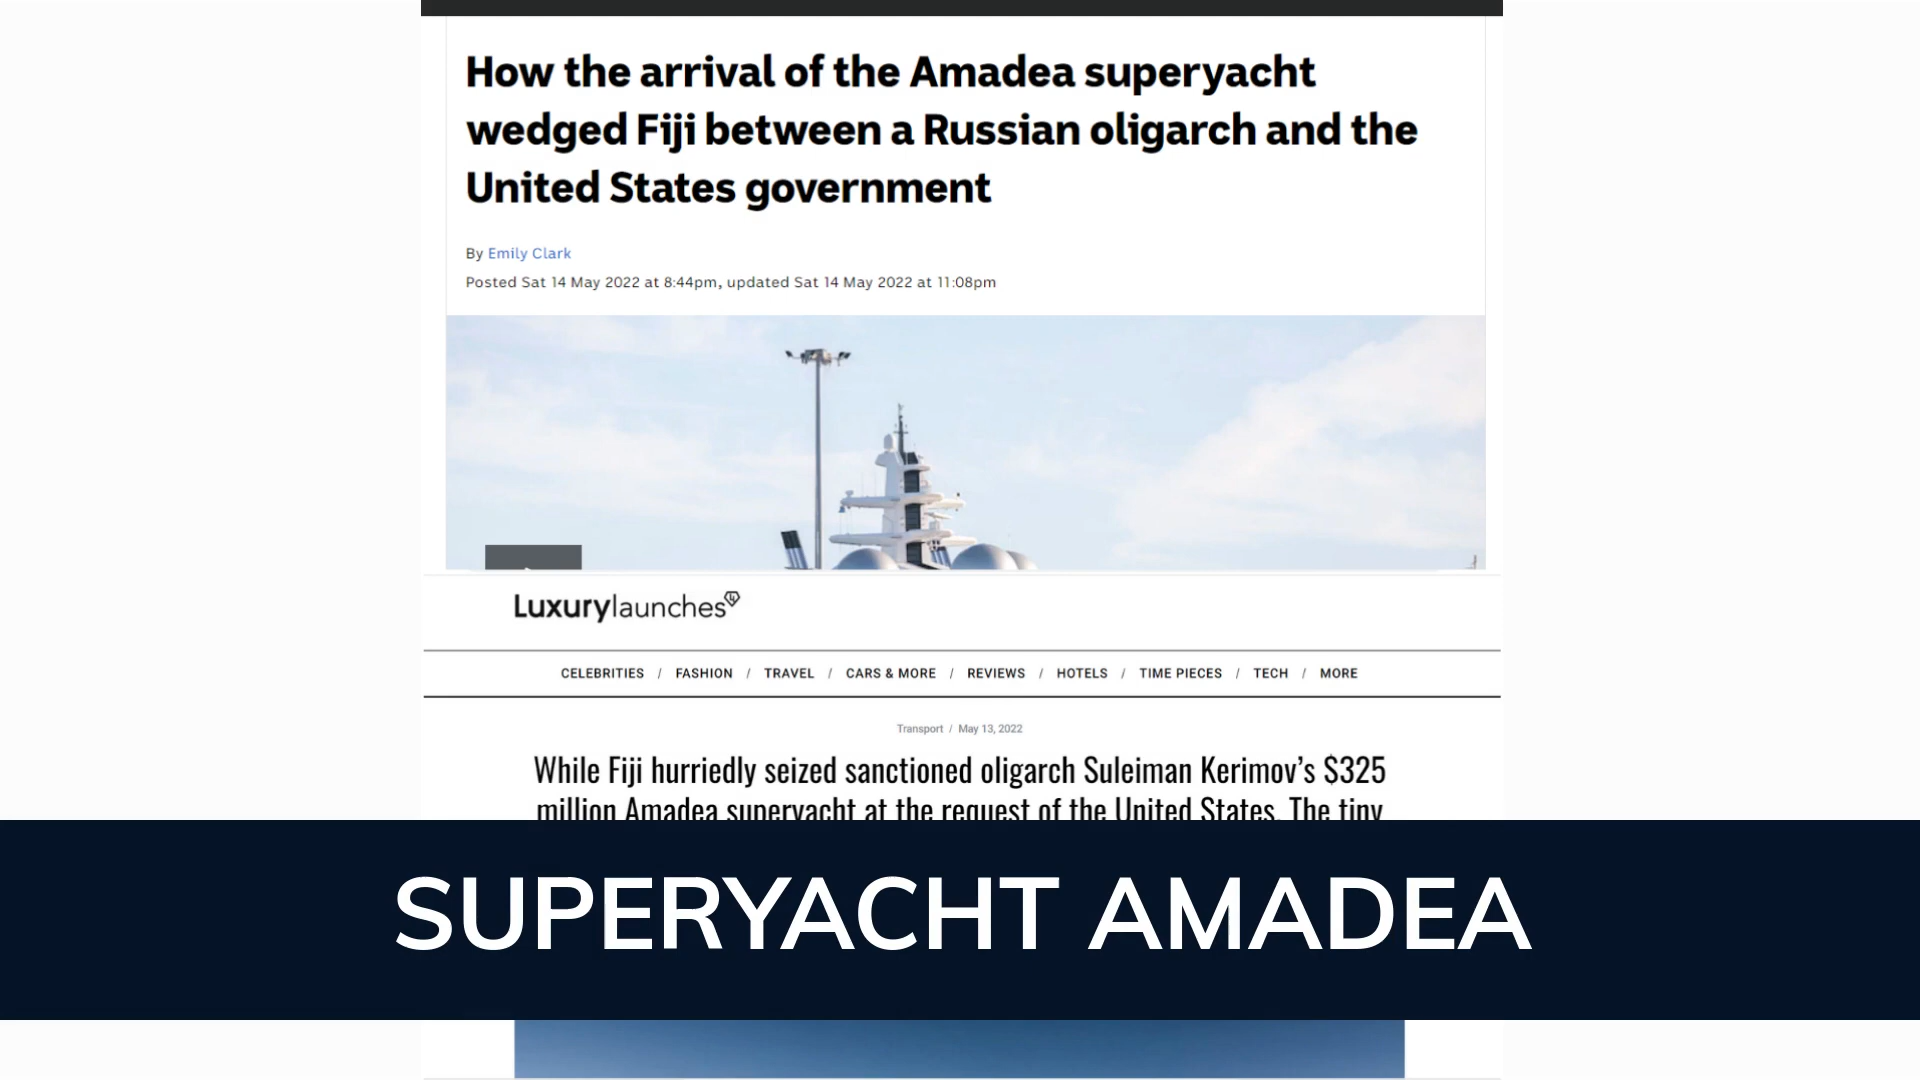 How the arrival of the Amadea superyacht
wedged Fiji between a Russian oligarch and the
United States government
By Emily Clark
Posted Sat 14 May 2022 at 8:44pm, updated Sat 14 May 2022 at 11:08pm
Luxurylaunches
CELEBRITIES / FASHION / TRAVEL / CARS & MORE / REVIEWS / HOTELS / TIME PIECES / TECH / MORE
Transport / May 13, 2022
While Fiji hurriedly seized sanctioned oligarch Suleiman Kerimov’s $325
million Amadea superyacht at the request of the United States. The tiny
SUPERYACHT AMADEA